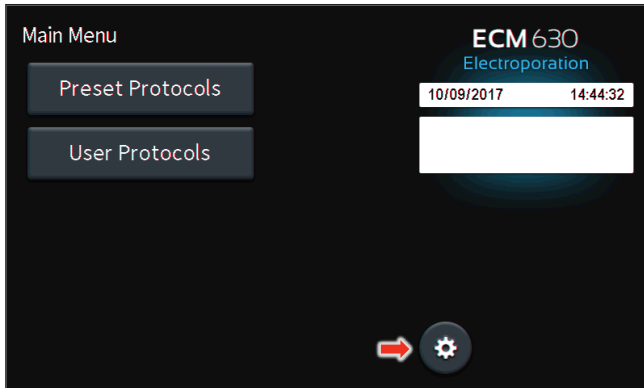 Main Menu
Preset Protocols
User Protocols
ECM 630
Electroporation
10/09/2017 14:44:32